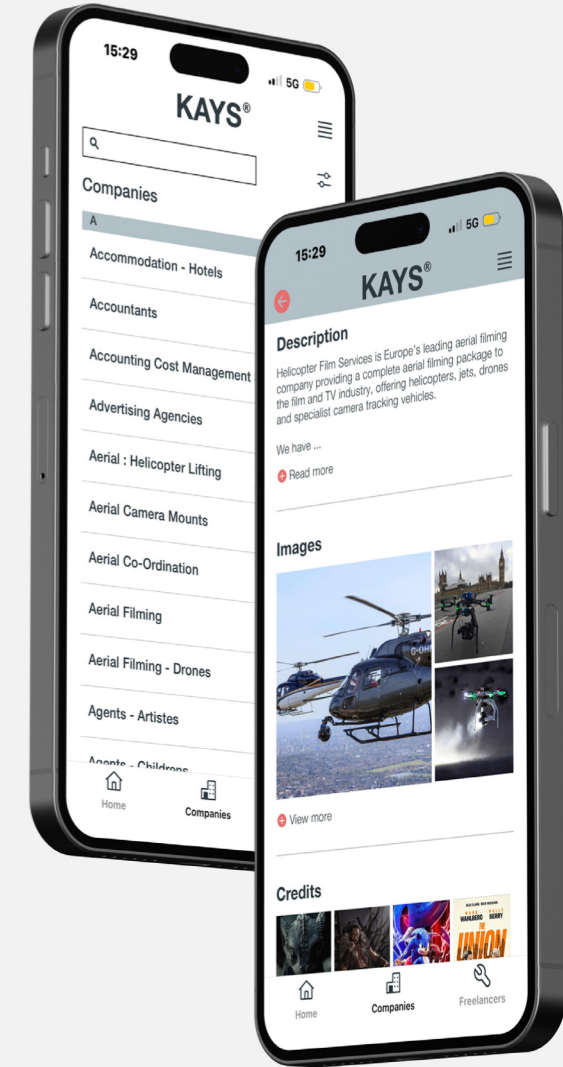 15:29
5G
KAYS®
Companies
A
Accommodation - Hotels
Accountants
Accounting Cost Management
Advertising Agencies
Aerial : Helicopter Lifting
Aerial Camera Mounts
Aerial Co-Ordination
Aerial Filming
Aerial Filming - Drones
Agents - Artistes
Agents - Childrens
Home
Companies
15:29
5G
KAYS®
Description
Helicopter Film Services is Europe's leading aerial filming
company providing a complete aerial filming package to
the film and TV industry, offering helicopters, jets, drones
and specialist camera tracking vehicles.
We have ...
Read more
Images
G-OH
View more
Credits
WAHLBERG BERRY
THE
UNION
Home
Companies
Freelancers